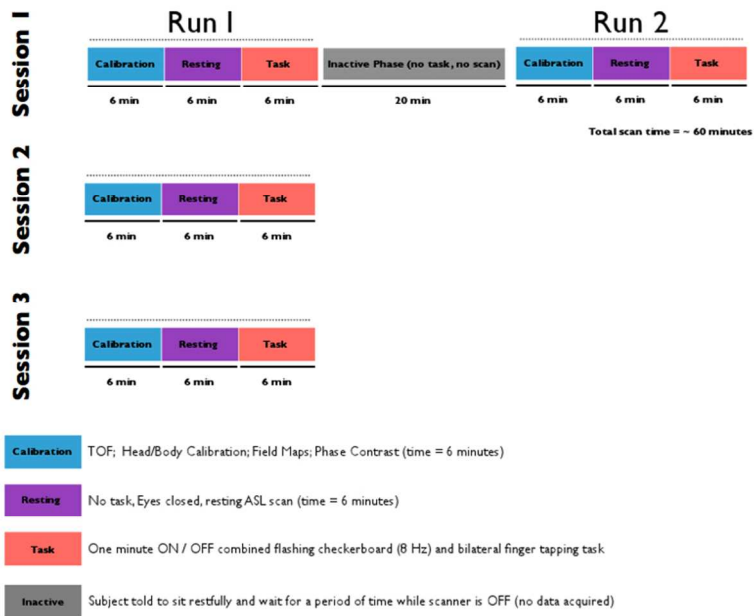 Run 1 Run 2
Session 1
Calibration Resting Task Inactive Phase (no task, no scan) Calibration Resting Task
6 min 6 min 6 min 20 min 6 min 6 min 6 min
Total scan time = ~ 60 minutes
Session 2
Calibration Resting Task
6 min 6 min 6 min
Session 3
Calibration Resting Task
6 min 6 min 6 min
Calibration TOF; Head/Body Calibration; Field Maps; Phase Contrast (time = 6 minutes)
Resting No task, Eyes closed, resting ASL scan (time = 6 minutes)
Task One minute ON / OFF combined flashing checkerboard (8 Hz) and bilateral finger tapping task
Inactive Subject told to sit restfully and wait for a period of time while scanner is OFF (no data acquired)